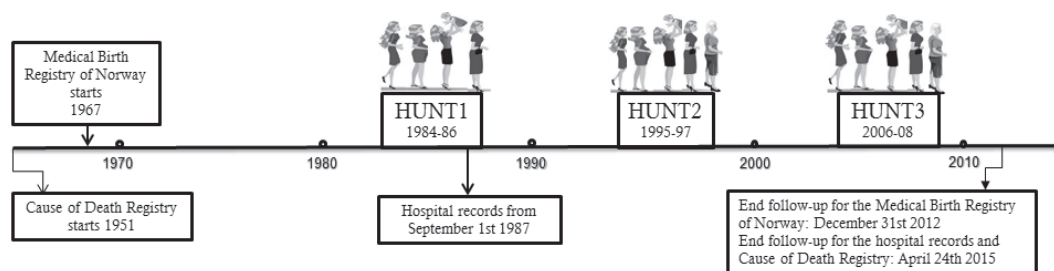 Medical Birth
Registry of Norway
starts
1967
HUNT1
1984-86
HUNT2
1995-97
HUNT3
2006-08
1970
1980
1990
2000
2010
Cause of Death Registry
starts 1951
Hospital records from
September 1st 1987
End follow-up for the Medical Birth Registry
of Norway: December 31st 2012
End follow-up for the hospital records and
Cause of Death Registry: April 24th 2015